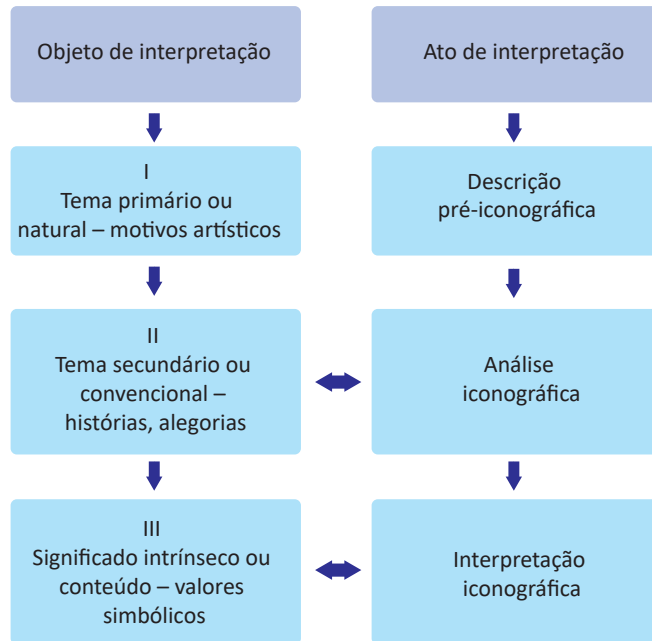 Objeto de interpretação
Ato de interpretação
I
Tema primário ou
natural – motivos artísticos
Descrição
pré-iconográfica
II
Tema secundário ou
convencional –
histórias, alegorias
Análise
iconográfica
III
Significado intrínseco ou
conteúdo – valores
simbólicos
Interpretação
iconográfica